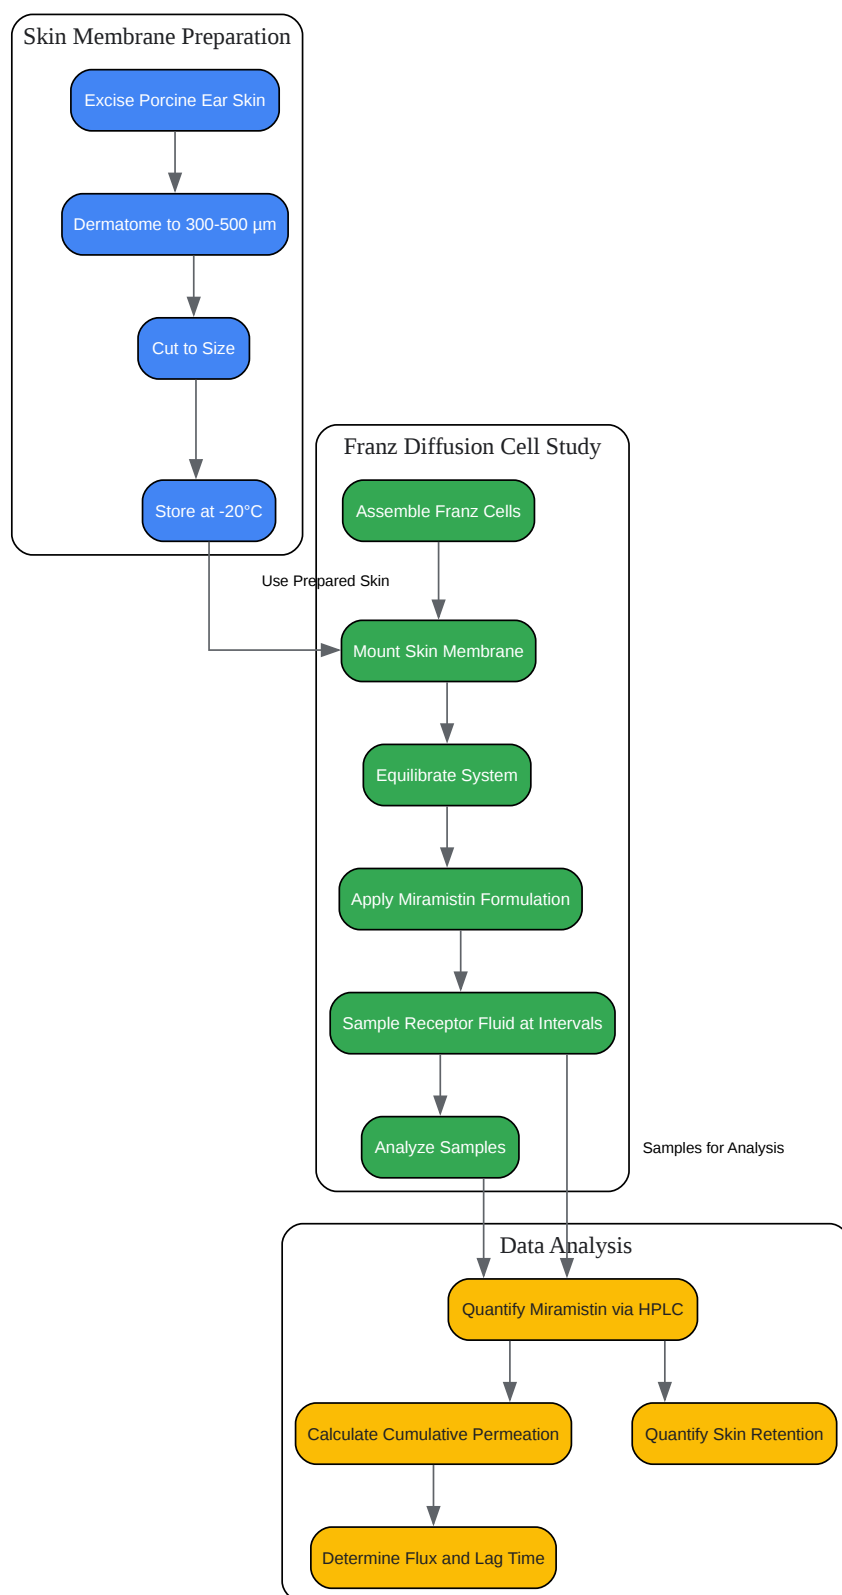 Skin Membrane Preparation
Excise Porcine Ear Skin
Dermatome to 300-500 µm
Cut to Size
Store at -20°C
Franz Diffusion Cell Study
Assemble Franz Cells
Use Prepared Skin
Mount Skin Membrane
Equilibrate System
Apply Miramistin Formulation
Sample Receptor Fluid at Intervals
Analyze Samples
Samples for Analysis
Data Analysis
Quantify Miramistin via HPLC
Calculate Cumulative Permeation
Quantify Skin Retention
Determine Flux and Lag Time